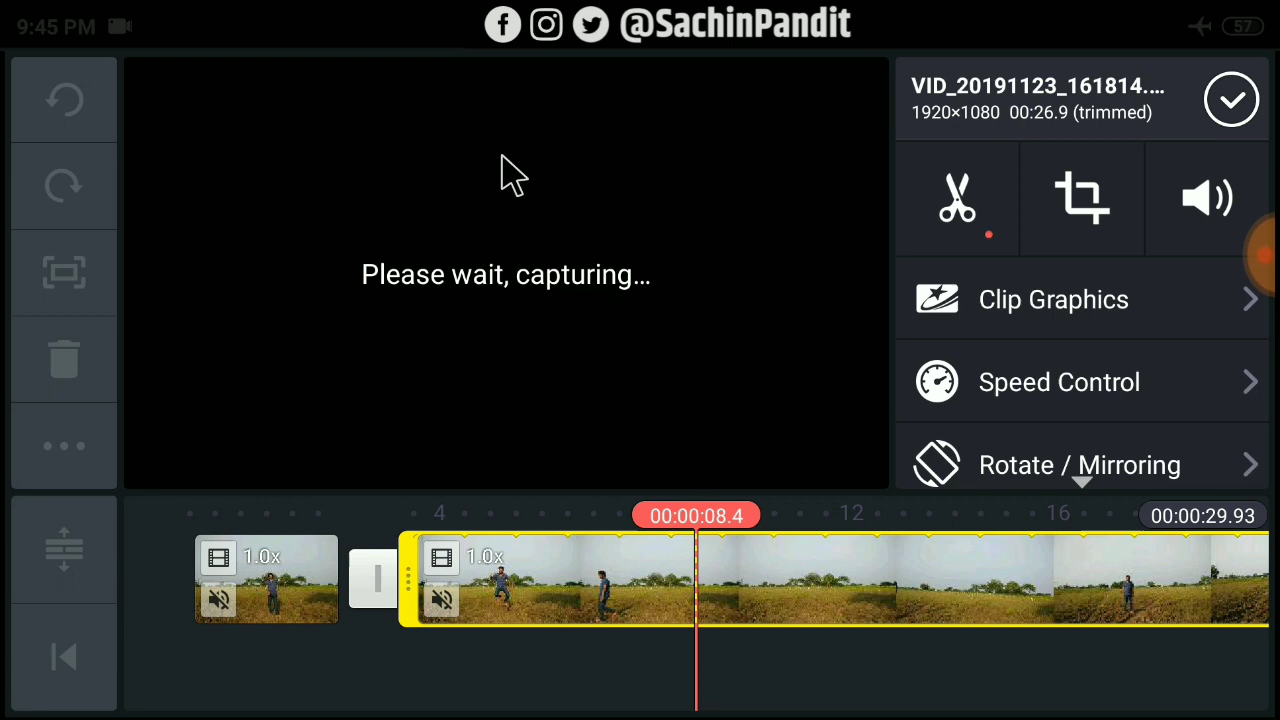 9:45 PM
@SachinPandit
57
VID_20191123_161814....
1920×1080 00:26.9 (trimmed)
Please wait, capturing...
Clip Graphics
Speed Control
Rotate / Mirroring
4
00:00:08.4
12
16
00:00:29.93
1.0x
1.0x